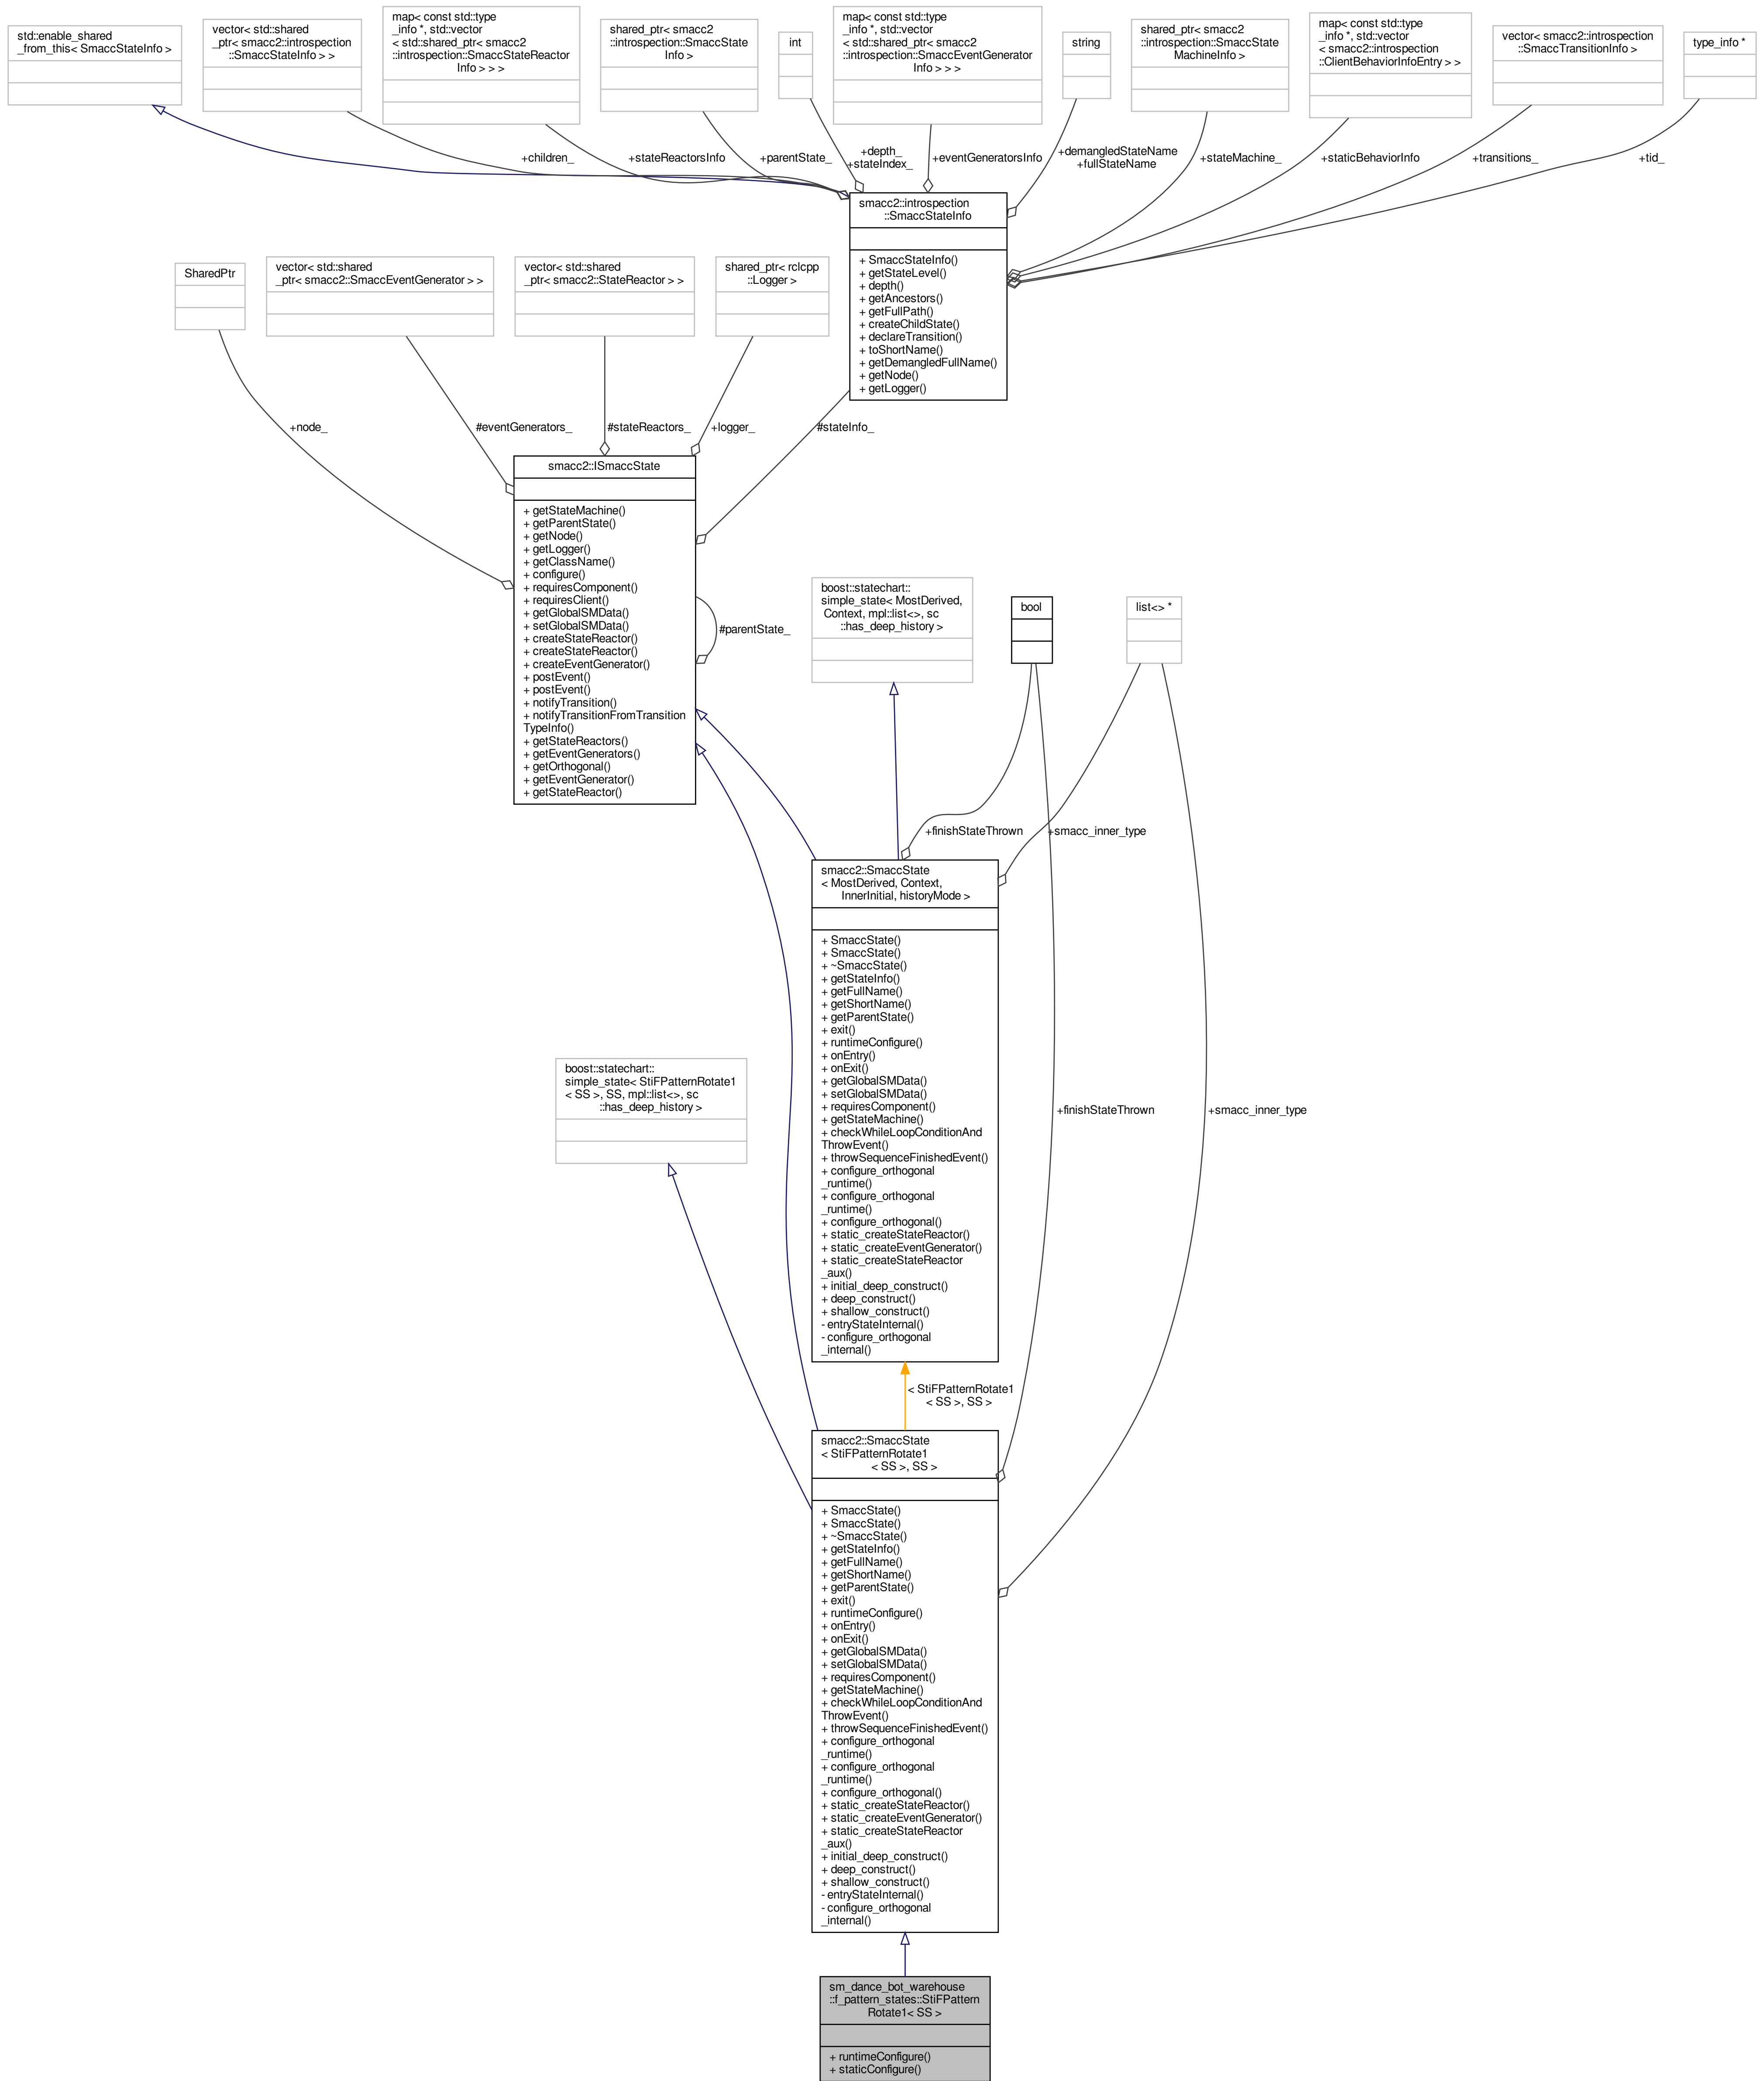 std::enable_shared
_from_this< SmaccStateInfo >
vector< std::shared
_ptr< smacc2::introspection
::SmaccStateInfo > >
map< const std::type
_info *, std::vector
< std::shared_ptr< smacc2
::introspection::SmaccStateReactor
Info > > >
shared_ptr< smacc2
::introspection::SmaccState
Info >
int
map< const std::type
_info *, std::vector
< std::shared_ptr< smacc2
::introspection::SmaccEventGenerator
Info > > >
string
shared_ptr< smacc2
::introspection::SmaccState
MachineInfo >
map< const std::type
_info *, std::vector
< smacc2::introspection
::ClientBehaviorInfoEntry > >
vector< smacc2::introspection
::SmaccTransitionInfo >
type_info *
+children_
+stateReactorsInfo
+parentState_
+depth_
+stateIndex_
+eventGeneratorsInfo
+demangledStateName
+fullStateName
+stateMachine_
+staticBehaviorInfo
+transitions_
+tid_
smacc2::introspection
::SmaccStateInfo
+ SmaccStateInfo()
+ getStateLevel()
+ depth()
+ getAncestors()
+ getFullPath()
+ createChildState()
+ declareTransition()
+ toShortName()
+ getDemangledFullName()
+ getNode()
+ getLogger()
SharedPtr
vector< std::shared
_ptr< smacc2::SmaccEventGenerator > >
vector< std::shared
_ptr< smacc2::StateReactor > >
shared_ptr< rclcpp
::Logger >
+node_
#eventGenerators_
#stateReactors_
+logger_
#stateInfo_
smacc2::ISmaccState
+ getStateMachine()
+ getParentState()
+ getNode()
+ getLogger()
+ getClassName()
+ configure()
+ requiresComponent()
+ requiresClient()
+ getGlobalSMData()
+ setGlobalSMData()
+ createStateReactor()
+ createStateReactor()
+ createEventGenerator()
+ postEvent()
+ postEvent()
+ notifyTransition()
+ notifyTransitionFromTransition
TypeInfo()
+ getStateReactors()
+ getEventGenerators()
+ getOrthogonal()
+ getEventGenerator()
+ getStateReactor()
#parentState_
boost::statechart::
simple_state< MostDerived,
Context, mpl::list<>, sc
::has_deep_history >
bool
list<> *
+finishStateThrown
+smacc_inner_type
smacc2::SmaccState
< MostDerived, Context,
InnerInitial, historyMode >
+ SmaccState()
+ SmaccState()
+ ~SmaccState()
+ getStateInfo()
+ getFullName()
+ getShortName()
+ getParentState()
+ exit()
+ runtimeConfigure()
+ onEntry()
+ onExit()
+ getGlobalSMData()
+ setGlobalSMData()
+ requiresComponent()
+ getStateMachine()
+ checkWhileLoopConditionAnd
ThrowEvent()
+ throwSequenceFinishedEvent()
+ configure_orthogonal
_runtime()
+ configure_orthogonal
_runtime()
+ configure_orthogonal()
+ static_createStateReactor()
+ static_createEventGenerator()
+ static_createStateReactor
_aux()
+ initial_deep_construct()
+ deep_construct()
+ shallow_construct()
- entryStateInternal()
- configure_orthogonal
_internal()
boost::statechart::
simple_state< StiFPatternRotate1
< SS >, SS, mpl::list<>, sc
::has_deep_history >
+finishStateThrown
+smacc_inner_type
< StiFPatternRotate1
< SS >, SS >
smacc2::SmaccState
< StiFPatternRotate1
< SS >, SS >
+ SmaccState()
+ SmaccState()
+ ~SmaccState()
+ getStateInfo()
+ getFullName()
+ getShortName()
+ getParentState()
+ exit()
+ runtimeConfigure()
+ onEntry()
+ onExit()
+ getGlobalSMData()
+ setGlobalSMData()
+ requiresComponent()
+ getStateMachine()
+ checkWhileLoopConditionAnd
ThrowEvent()
+ throwSequenceFinishedEvent()
+ configure_orthogonal
_runtime()
+ configure_orthogonal
_runtime()
+ configure_orthogonal()
+ static_createStateReactor()
+ static_createEventGenerator()
+ static_createStateReactor
_aux()
+ initial_deep_construct()
+ deep_construct()
+ shallow_construct()
- entryStateInternal()
- configure_orthogonal
_internal()
sm_dance_bot_warehouse
::f_pattern_states::StiFPattern
Rotate1< SS >
+ runtimeConfigure()
+ staticConfigure()